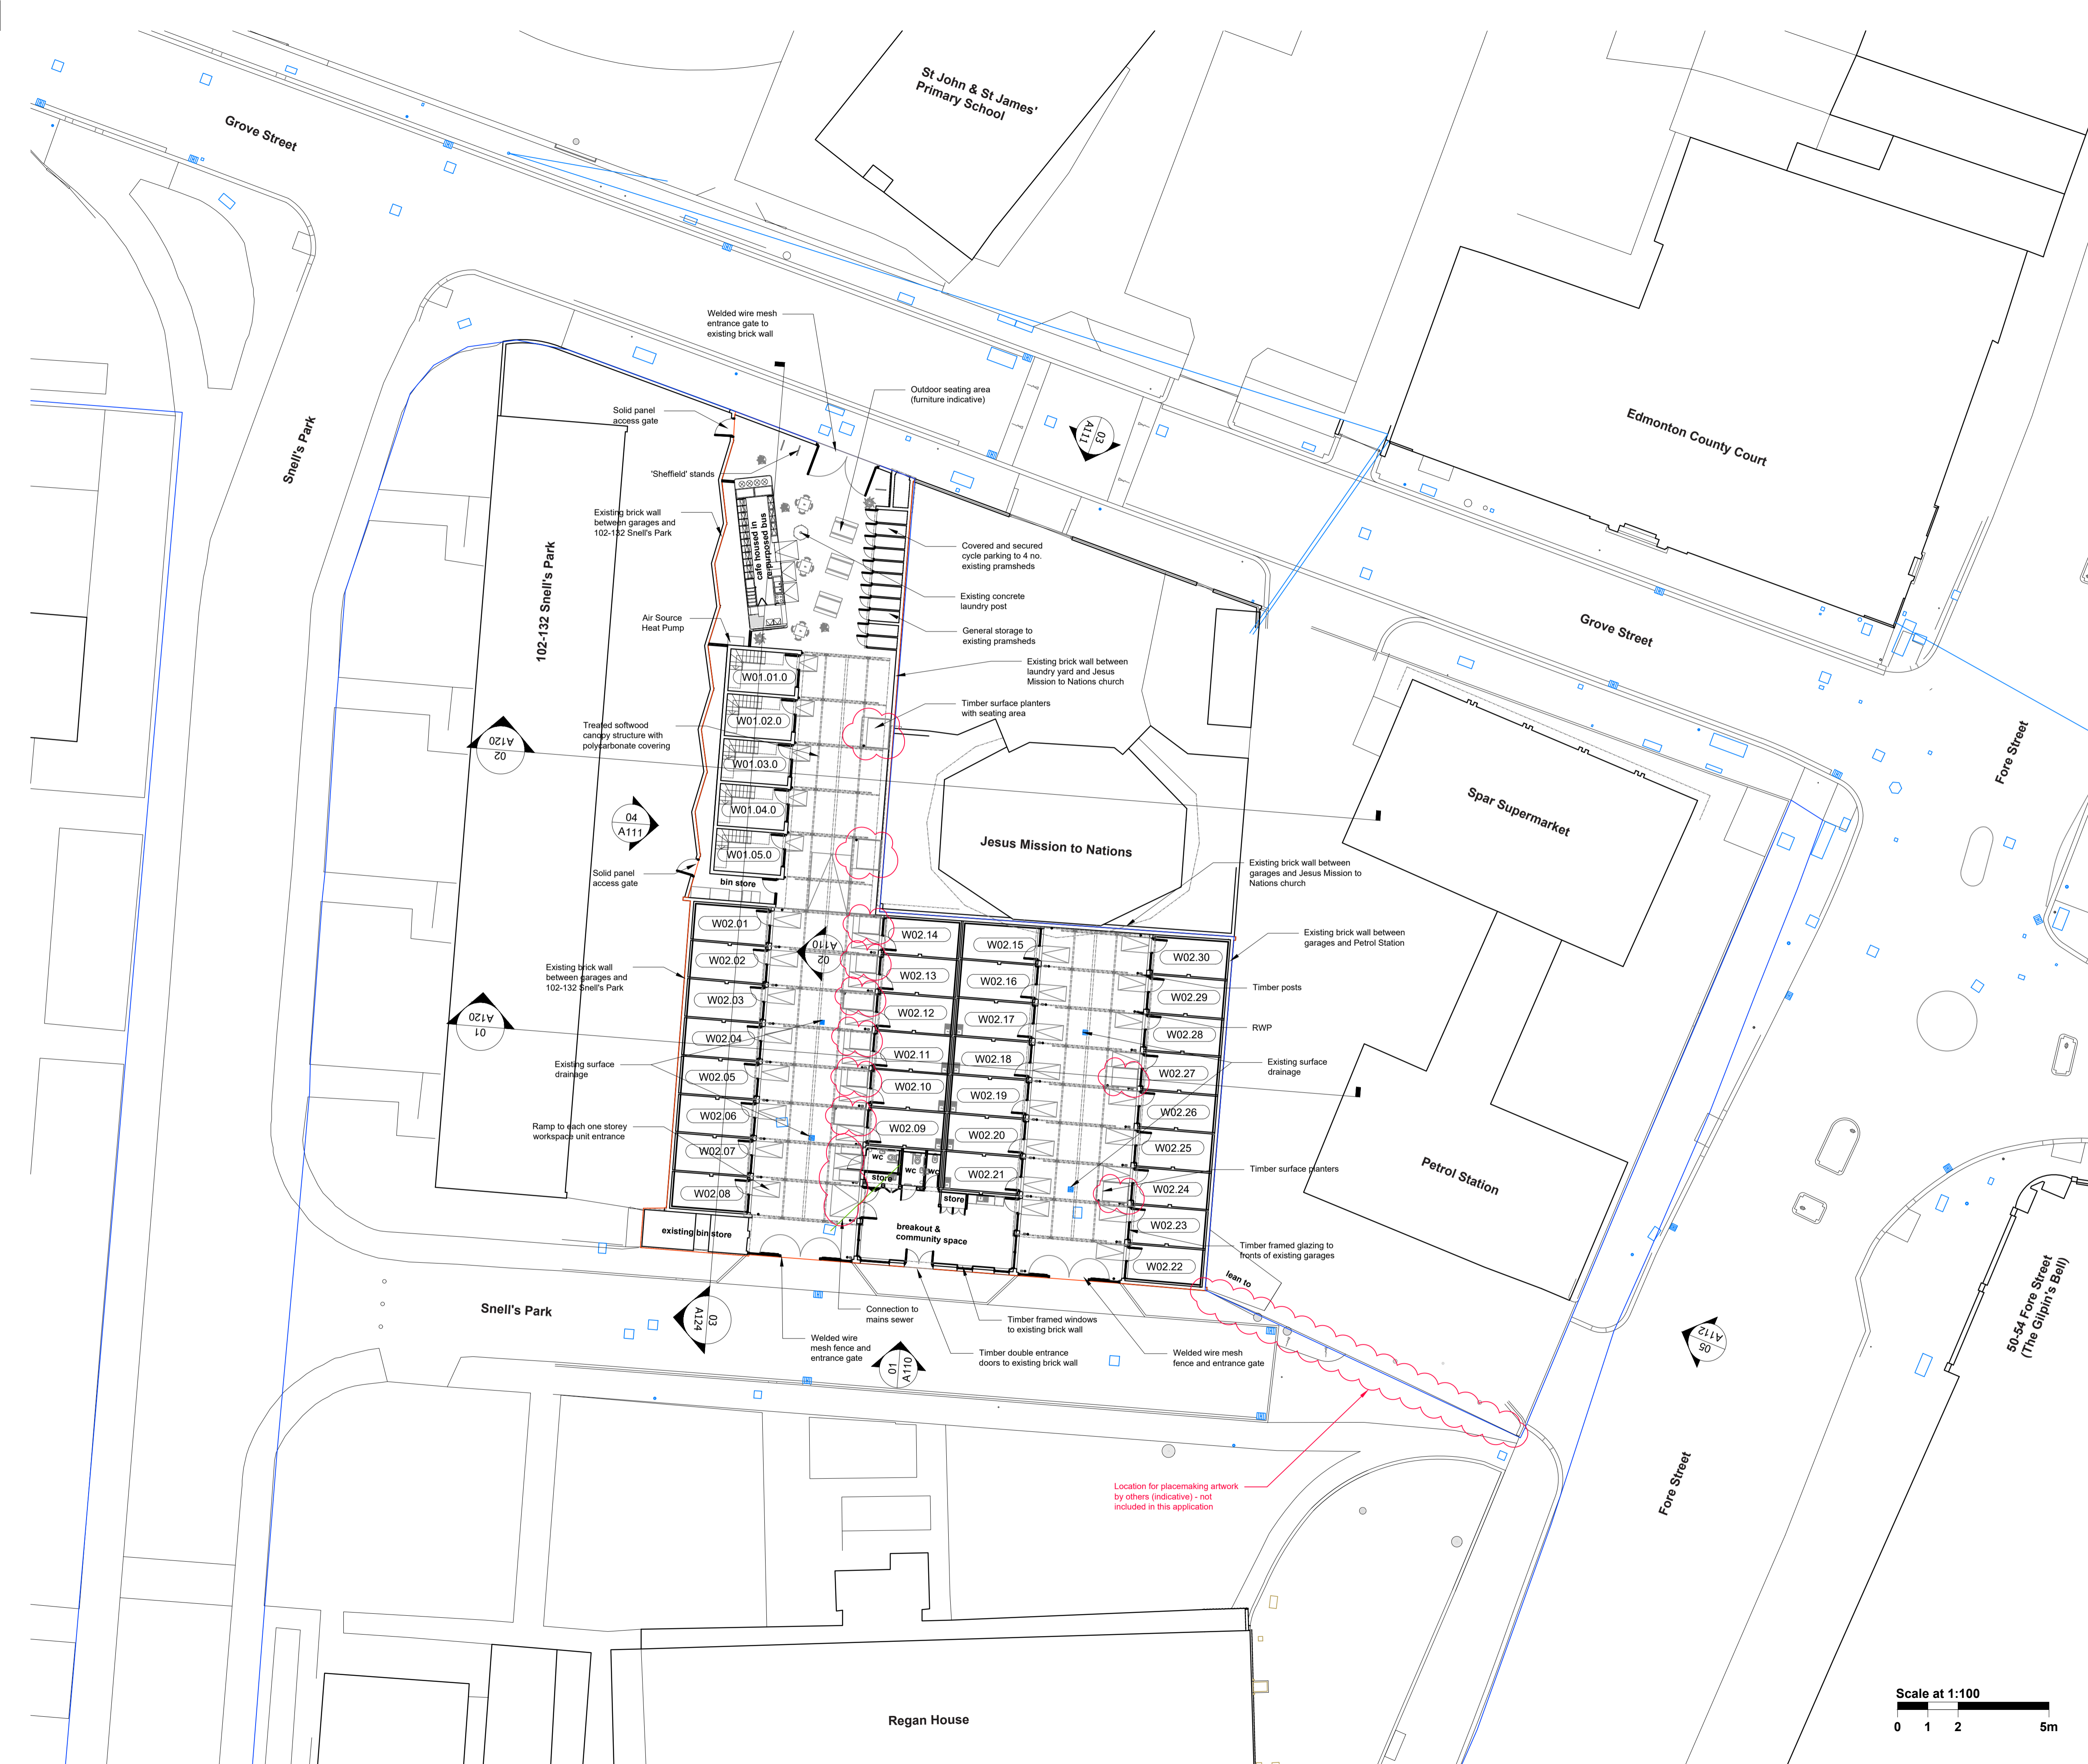 St John & St James'
Primary School
Grove Street
Welded wire mesh
entrance gate to
existing brick wall
Outdoor seating area
(furniture indicative)
Solid panel
access gate
03
A111
Edmonton County Court
Snell's Park
'Sheffield' stands
Existing brick wall
between garages and
102-132 Snell's Park
cafe housed in
re-purposed bus
Covered and secured
cycle parking to 4 no.
existing pramsheds
102-132 Snell's Park
Existing concrete
laundry post
Air Source
Heat Pump
General storage to
existing pramsheds
Grove Street
Existing brick wall between
laundry yard and Jesus
Mission to Nations church
W01.01.0
Timber surface planters
with seating area
W01.02.0
Treated softwood
canopy structure with
polycarbonate covering
A120
02
W01.03.0
Fore Street
Spar Supermarket
W01.04.0
04
A111
Jesus Mission to Nations
W01.05.0
Solid panel
access gate
bin store
Existing brick wall between
garages and Jesus Mission to
Nations church
W02.01
W02.14
W02.15
W02.30
Existing brick wall between
garages and Petrol Station
A110
02
W02.02
W02.13
W02.16
W02.29
Existing brick wall
between garages and
102-132 Snell's Park
Timber posts
W02.03
W02.12
W02.17
W02.28
RWP
A120
01
W02.04
W02.11
W02.18
W02.27
Existing surface
drainage
Existing surface
drainage
W02.05
W02.10
W02.19
W02.26
W02.06
W02.09
W02.20
W02.25
Ramp to each one storey
workspace unit entrance
W02.07
wc
wc
wc
store
W02.21
W02.24
Timber surface planters
Petrol Station
W02.08
store
W02.23
existing bin store
breakout &
community space
W02.22
Timber framed glazing to
fronts of existing garages
lean to
Snell's Park
03
A124
Connection to
mains sewer
Timber framed windows
to existing brick wall
Welded wire
mesh fence and
entrance gate
01
A110
Timber double entrance
doors to existing brick wall
Welded wire mesh
fence and entrance gate
A112
05
50-54 Fore Street
(The Gilpin's Bell)
Location for placemaking artwork
by others (indicative) - not
included in this application
Fore Street
Regan House
Scale at 1:100
0 1 2 5m